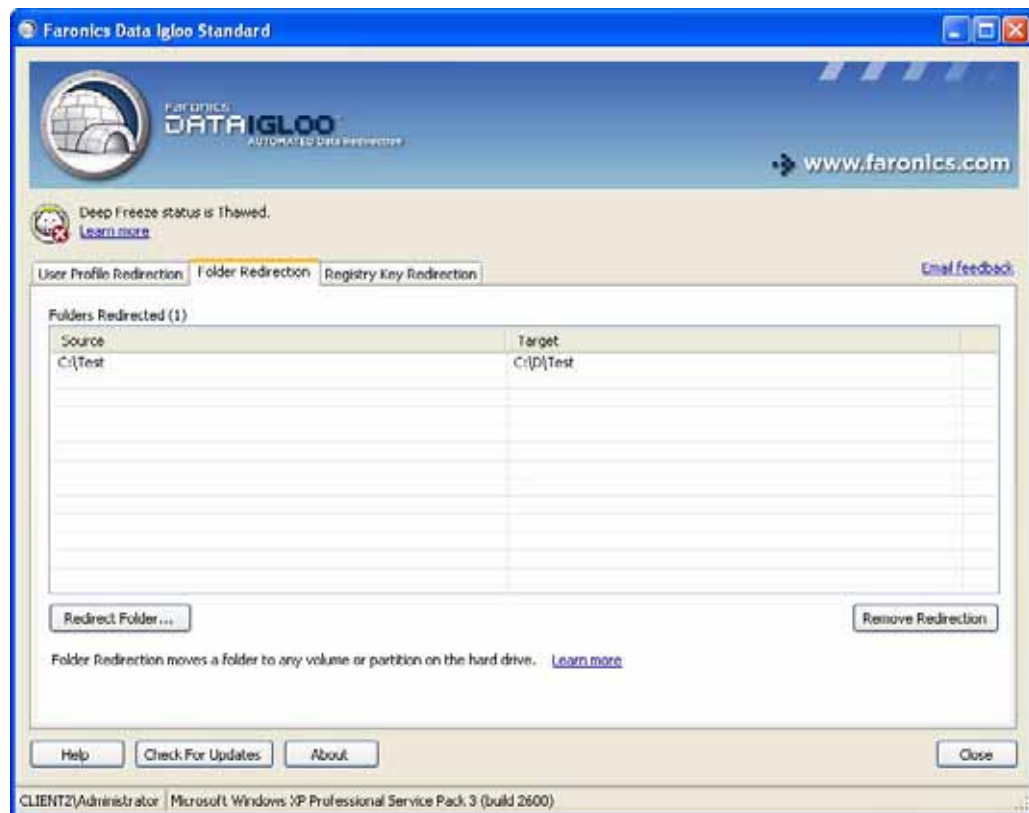 Faronics Data Igloo Standard
FARONICS
DATAIGLOO
AUTOMATED Data Redirection
www.faronics.com
Deep Freeze status is Thawed.
Learn more
User Profile Redirection Folder Redirection Registry Key Redirection Email feedback
Folders Redirected (1)
Source Target
C:\Test C:\D\Test
Redirect Folder... Remove Redirection
Folder Redirection moves a folder to any volume or partition on the hard drive. Learn more
Help Check For Updates About Close
CLIENT2\Administrator Microsoft Windows XP Professional Service Pack 3 (build 2600)